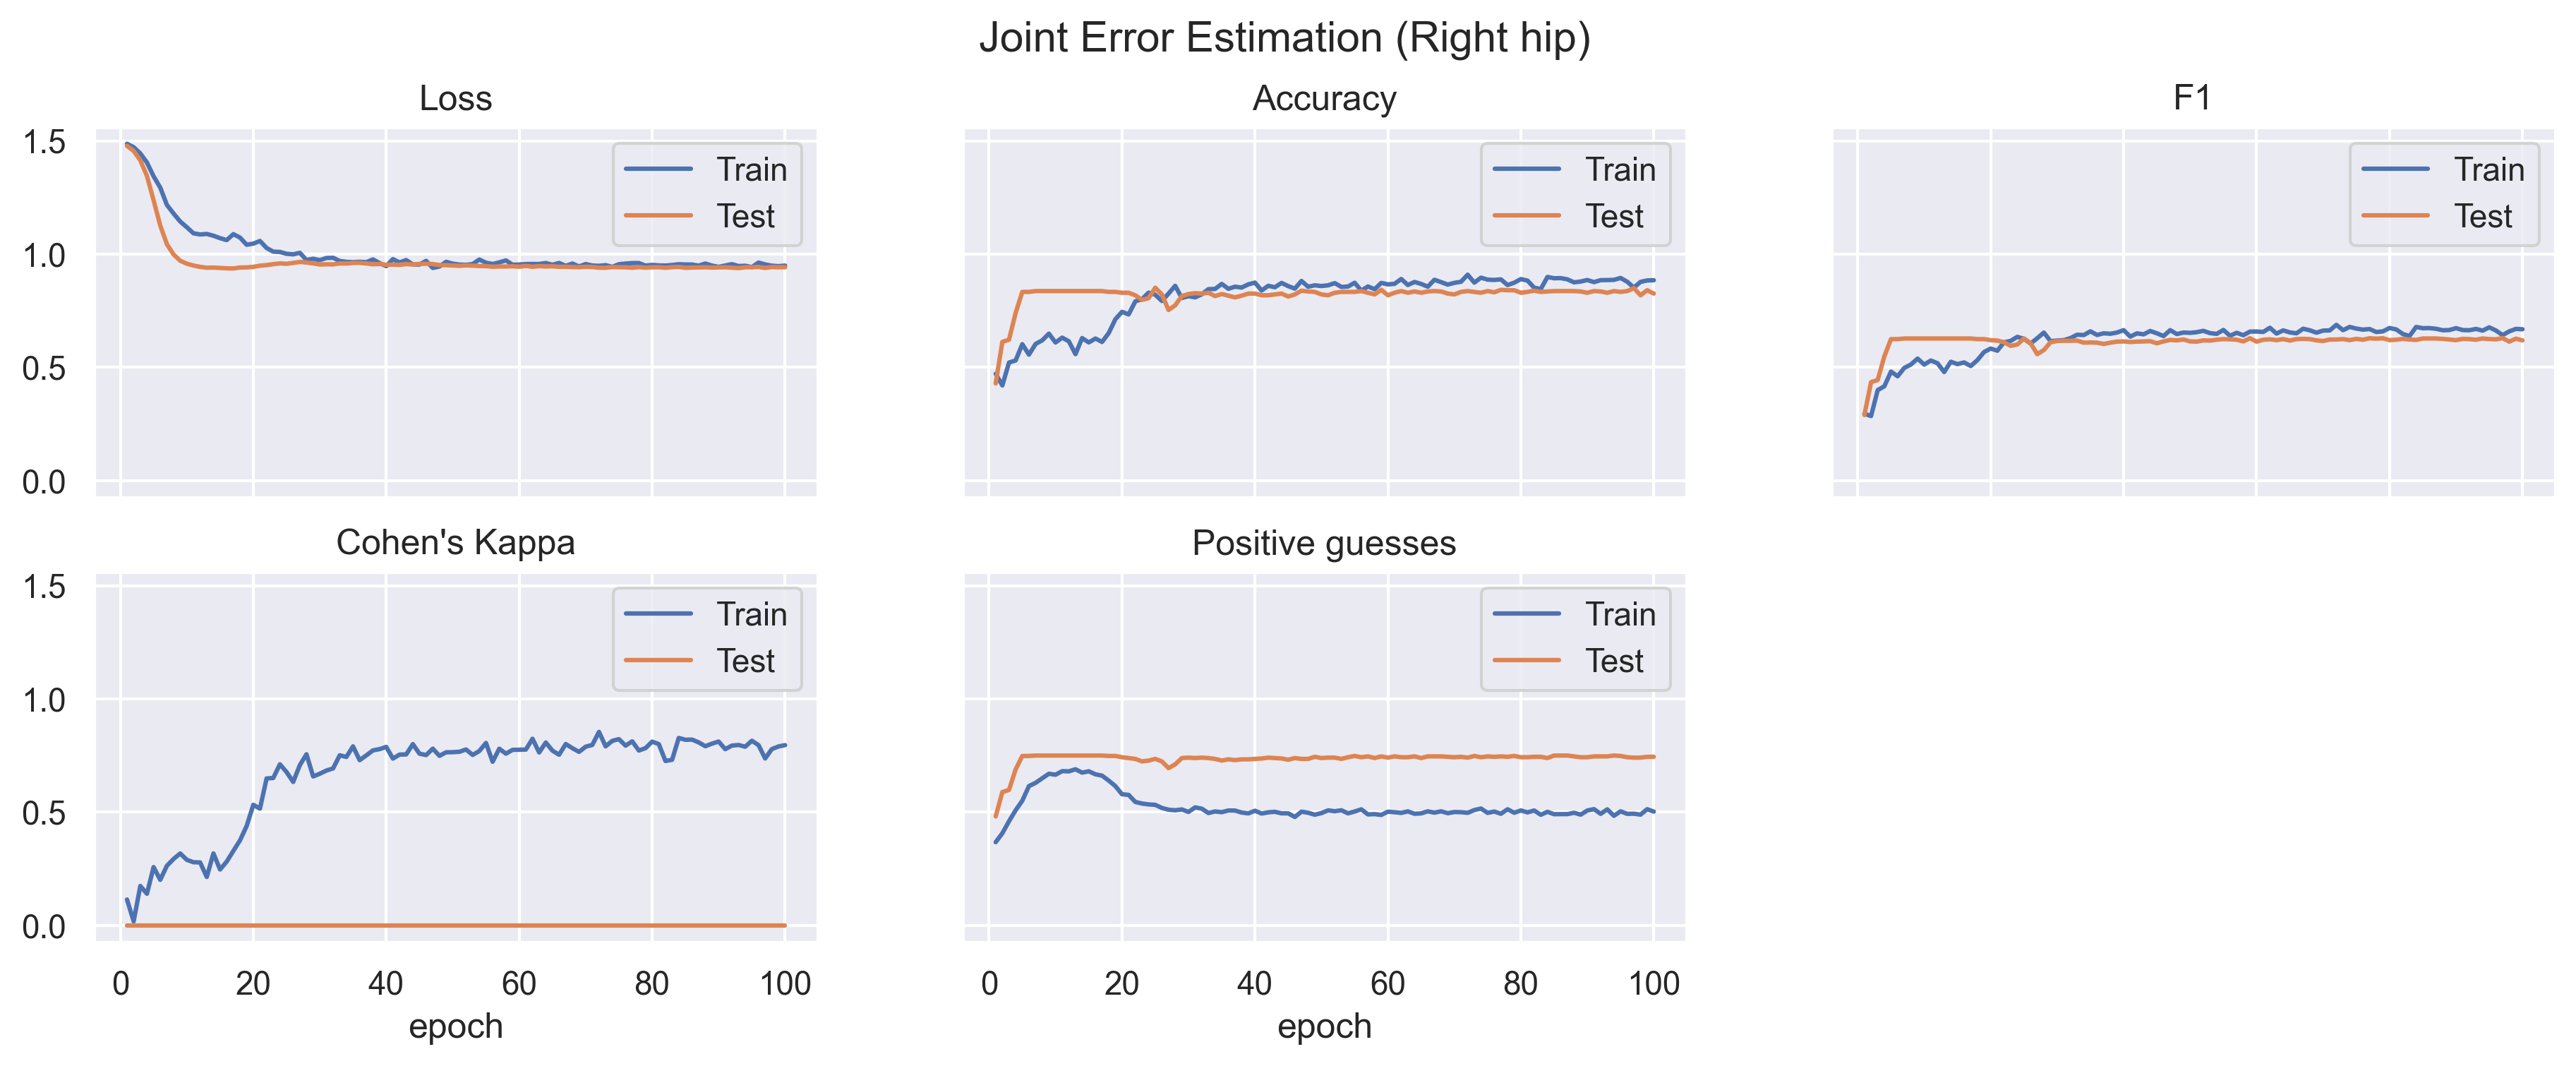 Joint Error Estimation (Right hip)
Loss
Accuracy
F1
1.5
1.0
0.5
0.0
Train
Test
Train
Test
Train
Test
Cohen's Kappa
Positive guesses
1.5
1.0
0.5
0.0
Train
Test
Train
Test
0 20 40 60 80 100
0 20 40 60 80 100
epoch
epoch